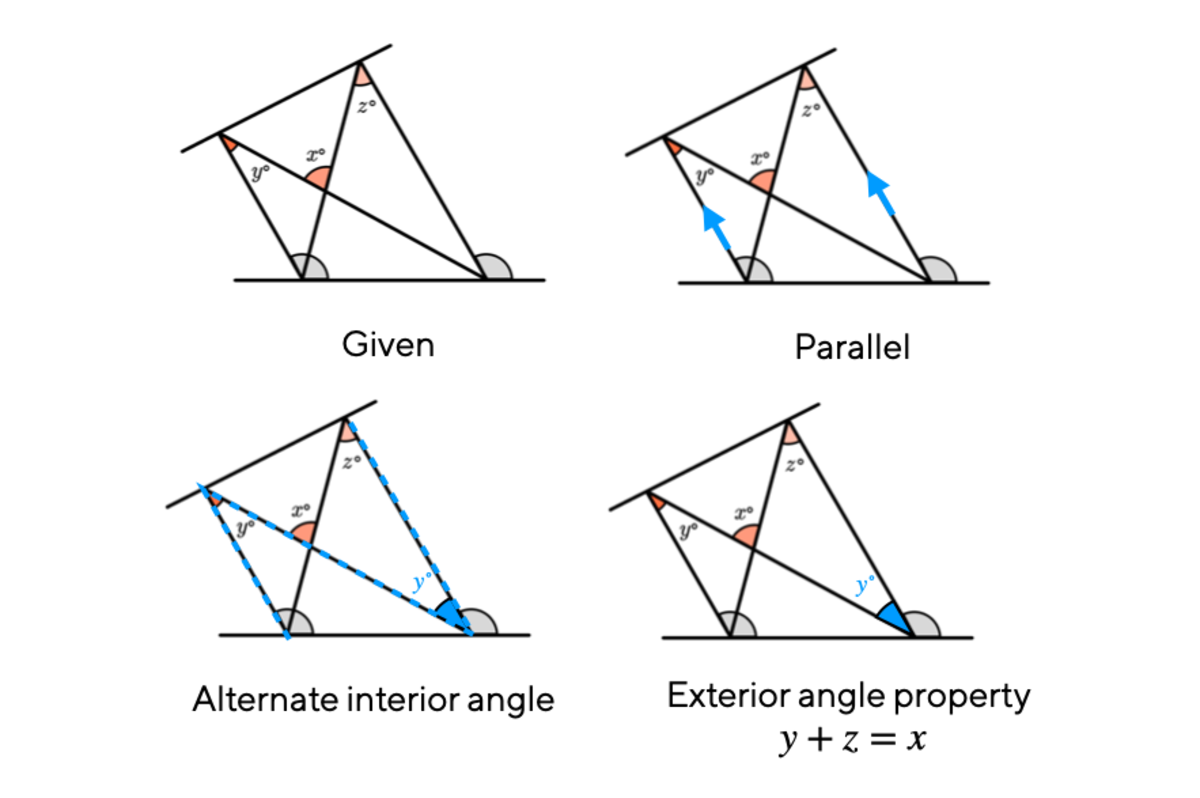 z°
x°
y°
Given
z°
x°
y°
Parallel
z°
x°
y°
y°
Alternate interior angle
z°
x°
y°
y°
Exterior angle property
y + z = x